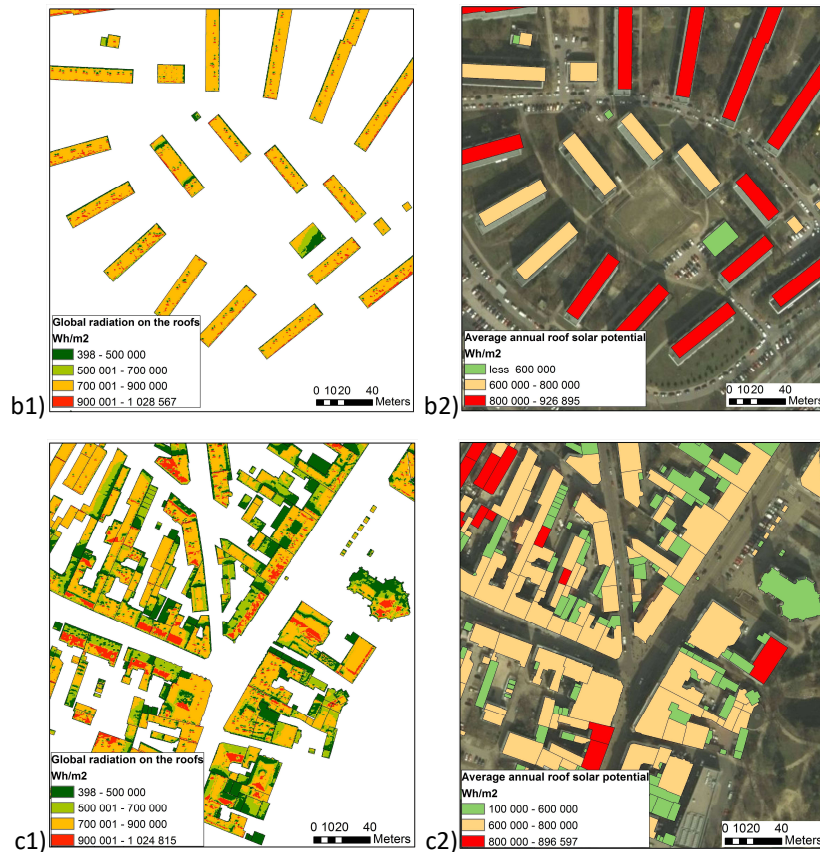 Global radiation on the roofs
Wh/m2
398 - 500 000
500 001 - 700 000
700 001 - 900 000
900 001 - 1 028 567
0 1020 40
Meters
b1)
Average annual roof solar potential
Wh/m2
less 600 000
600 000 - 800 000
800 000 - 926 895
0 1020 40
Meters
b2)
Global radiation on the roofs
Wh/m2
398 - 500 000
500 001 - 700 000
700 001 - 900 000
900 001 - 1 024 815
0 1020 40
Meters
c1)
Average annual roof solar potential
Wh/m2
100 000 - 600 000
600 000 - 800 000
800 000 - 896 597
0 1020 40
Meters
c2)